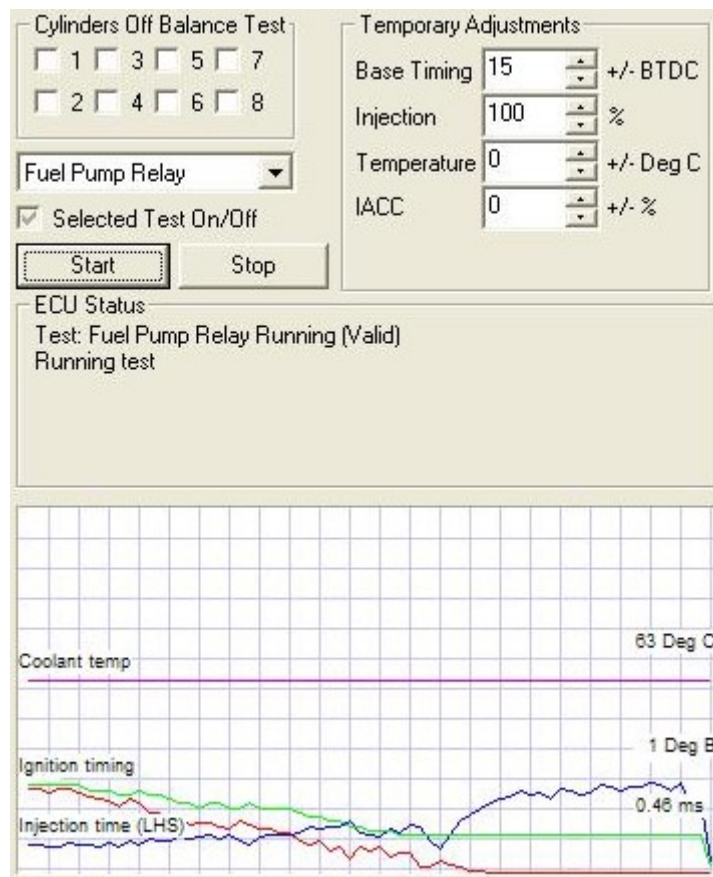 Cylinders Off Balance Test
1 3 5 7
2 4 6 8
Fuel Pump Relay
Selected Test On/Off
Start Stop
Temporary Adjustments
Base Timing 15 +/- BTDC
Injection 100 %
Temperature 0 +/- Deg C
IACC 0 +/- %
ECU Status
Test: Fuel Pump Relay Running (Valid)
Running test
63 Deg C
Coolant temp
1 Deg B
Ignition timing
0.46 ms
Injection time (LHS)